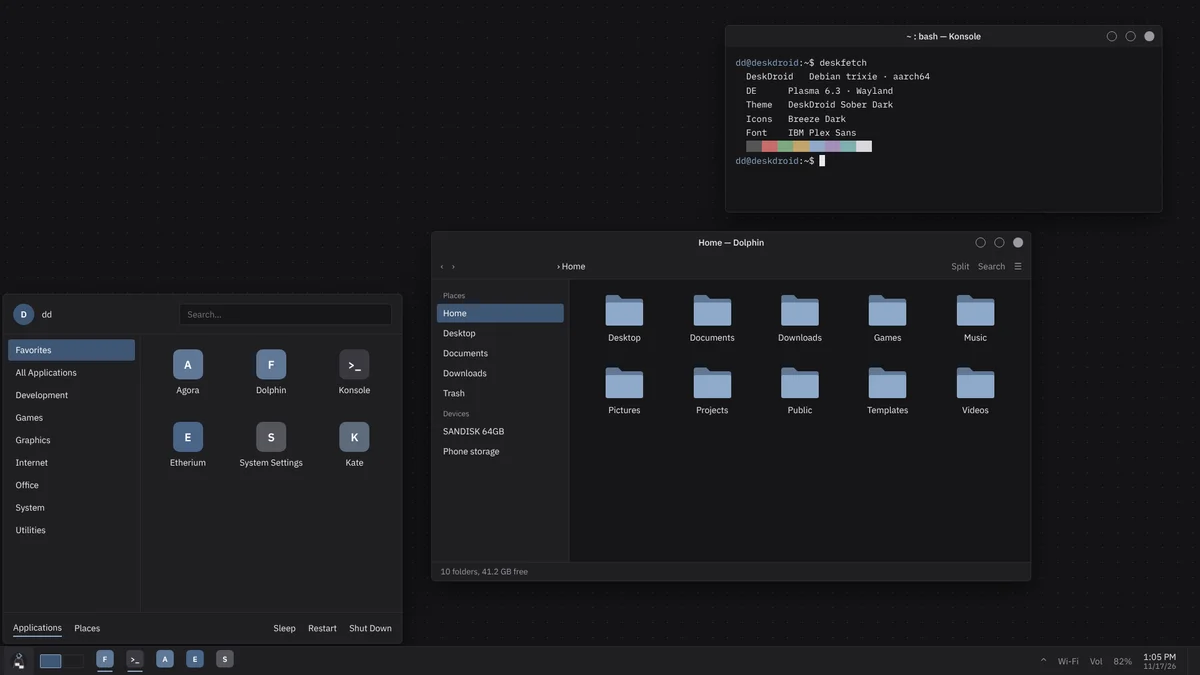 ~ : bash — Konsole
dd@deskdroid:~$ deskfetch
DeskDroid Debian trixie · aarch64
DE Plasma 6.3 · Wayland
Theme DeskDroid Sober Dark
Icons Breeze Dark
Font IBM Plex Sans
dd@deskdroid:~$
Home — Dolphin
‹ › › Home Split Search ☰
Places
Home
Desktop
Documents
Downloads
Trash
Devices
SANDISK 64GB
Phone storage
Desktop Documents Downloads Games Music
Pictures Projects Public Templates Videos
10 folders, 41.2 GB free
D dd Search...
Favorites
All Applications
Development
Games
Graphics
Internet
Office
System
Utilities
A F >_
Agora Dolphin Konsole
E S K
Etherium System Settings Kate
Applications Places Sleep Restart Shut Down
F >_ A E S
Wi-Fi Vol 82% 1:05 PM
11/17/26